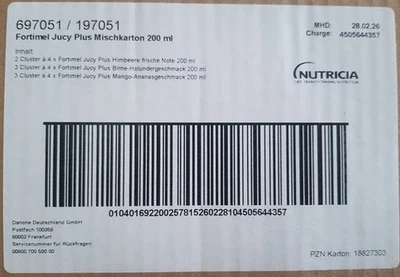 697051 / 197051
Fortimel Jucy Plus Mischkarton 200 ml
MHD: 28.02.26
Charge: 4505644357
Inhalt:
2 Cluster à 4 x Fortimel Jucy Plus Himbeere frische Note 200 ml
3 Cluster à 4 x Fortimel Jucy Plus Birne-Holundergeschmack 200 ml
3 Cluster à 4 x Fortimel Jucy Plus Mango-Ananasgeschmack 200 ml
NUTRICIA
010401692200257815260228104505644357
Danone Deutschland GmbH
Postfach 100358
60003 Frankfurt
Servicenummer für Rückfragen
00800 700 500 00
PZN Karton: 18827303